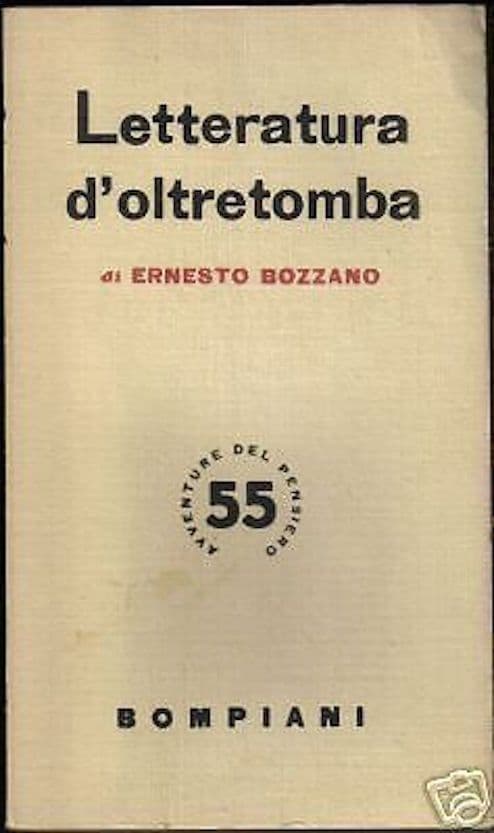 Letteratura
d'oltretomba
di ERNESTO BOZZANO
AVVENTURE DEL PENSIERO
55
BOMPIANI